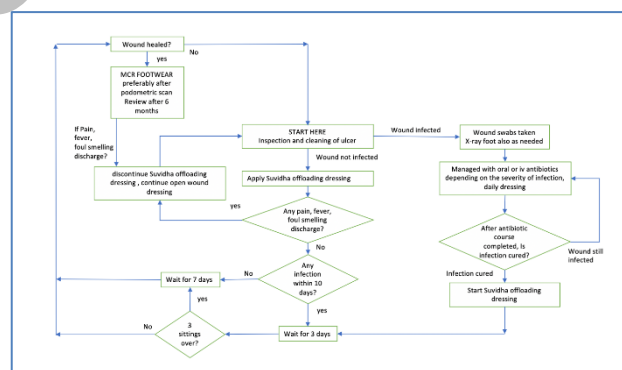 Wound healed?
No
yes
MCR FOOTWEAR
preferably after
podometric scan
Review after 6
months
If Pain,
fever,
foul smelling
discharge?
discontinue Suvidha offloading
dressing , continue open wound
dressing
START HERE
Inspection and cleaning of ulcer
Wound infected
Wound swabs taken
X-ray foot also as needed
Wound not infected
Apply Suvidha offloading dressing
Managed with oral or iv antibiotics
depending on the severity of infection,
daily dressing
yes
Any pain, fever,
foul smelling
discharge?
No
After
antibiotic
course
completed, Is
infection cured?
Wound still
infected
Infection cured
Start Suvidha offloading
dressing
Any
infection
within 10
days?
No
yes
Wait for 7 days
yes
3
sittings
over?
No
Wait for 3 days